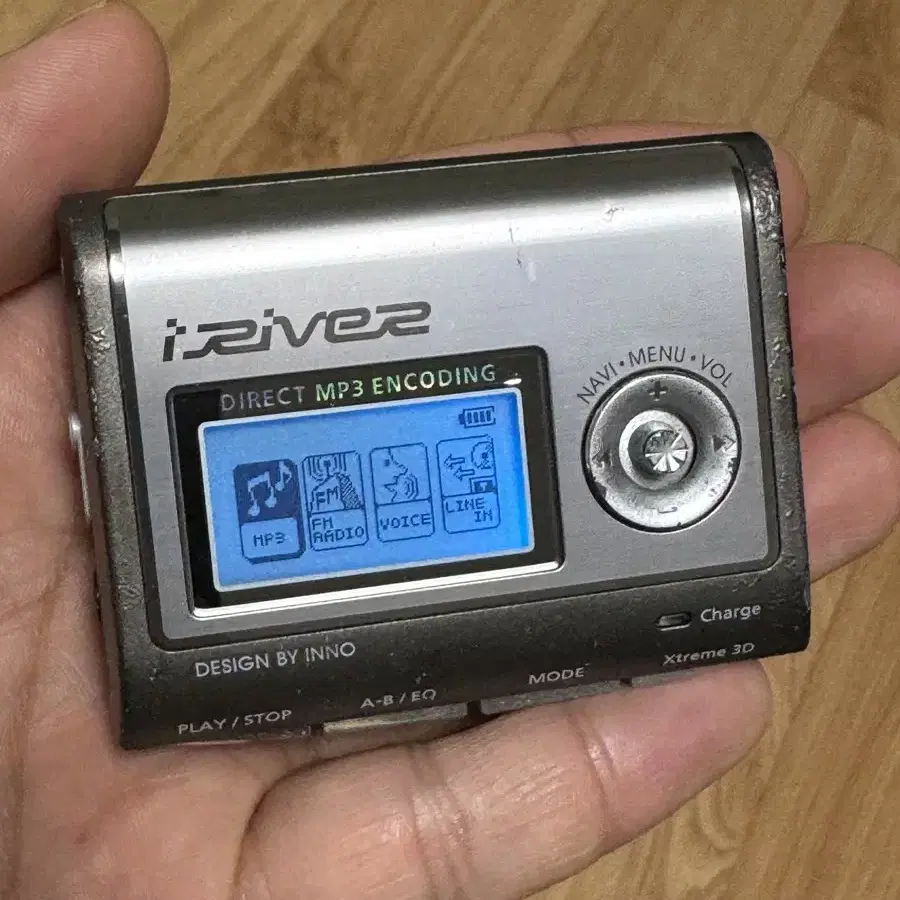 iRiver
DIRECT MP3 ENCODING
NAVI • MENU • VOL
+
MP3
FM
FM RADIO
VOICE
LINE IN
−
Charge
DESIGN BY INNO
Xtreme 3D
MODE
A-B / EQ
PLAY / STOP